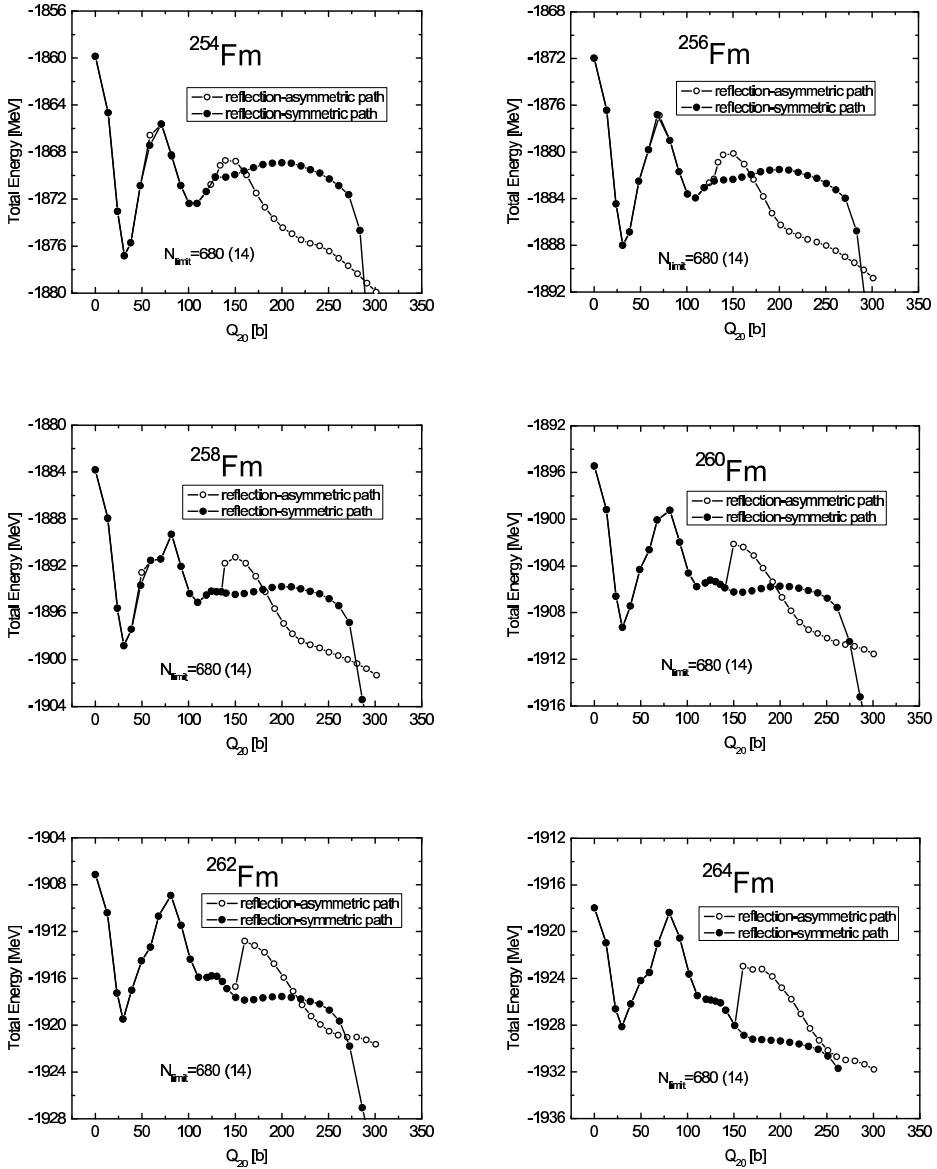 254Fm
reflection-asymmetric path
reflection-symmetric path
Nlimit=680 (14)
Total Energy [MeV]
-1856
-1860
-1864
-1868
-1872
-1876
-1880
0 50 100 150 200 250 300 350
Q20 [b]
256Fm
reflection-asymmetric path
reflection-symmetric path
Nlimit=680 (14)
Total Energy [MeV]
-1868
-1872
-1876
-1880
-1884
-1888
-1892
0 50 100 150 200 250 300 350
Q20 [b]
258Fm
reflection-asymmetric path
reflection-symmetric path
Nlimit=680 (14)
Total Energy [MeV]
-1880
-1884
-1888
-1892
-1896
-1900
-1904
0 50 100 150 200 250 300 350
Q20 [b]
260Fm
reflection-asymmetric path
reflection-symmetric path
Nlimit=680 (14)
Total Energy [MeV]
-1892
-1896
-1900
-1904
-1908
-1912
-1916
0 50 100 150 200 250 300 350
Q20 [b]
262Fm
reflection-asymmetric path
reflection-symmetric path
Nlimit=680 (14)
Total Energy [MeV]
-1904
-1908
-1912
-1916
-1920
-1924
-1928
0 50 100 150 200 250 300 350
Q20 [b]
264Fm
reflection-asymmetric path
reflection-symmetric path
Nlimit=680 (14)
Total Energy [MeV]
-1912
-1916
-1920
-1924
-1928
-1932
-1936
0 50 100 150 200 250 300 350
Q20 [b]